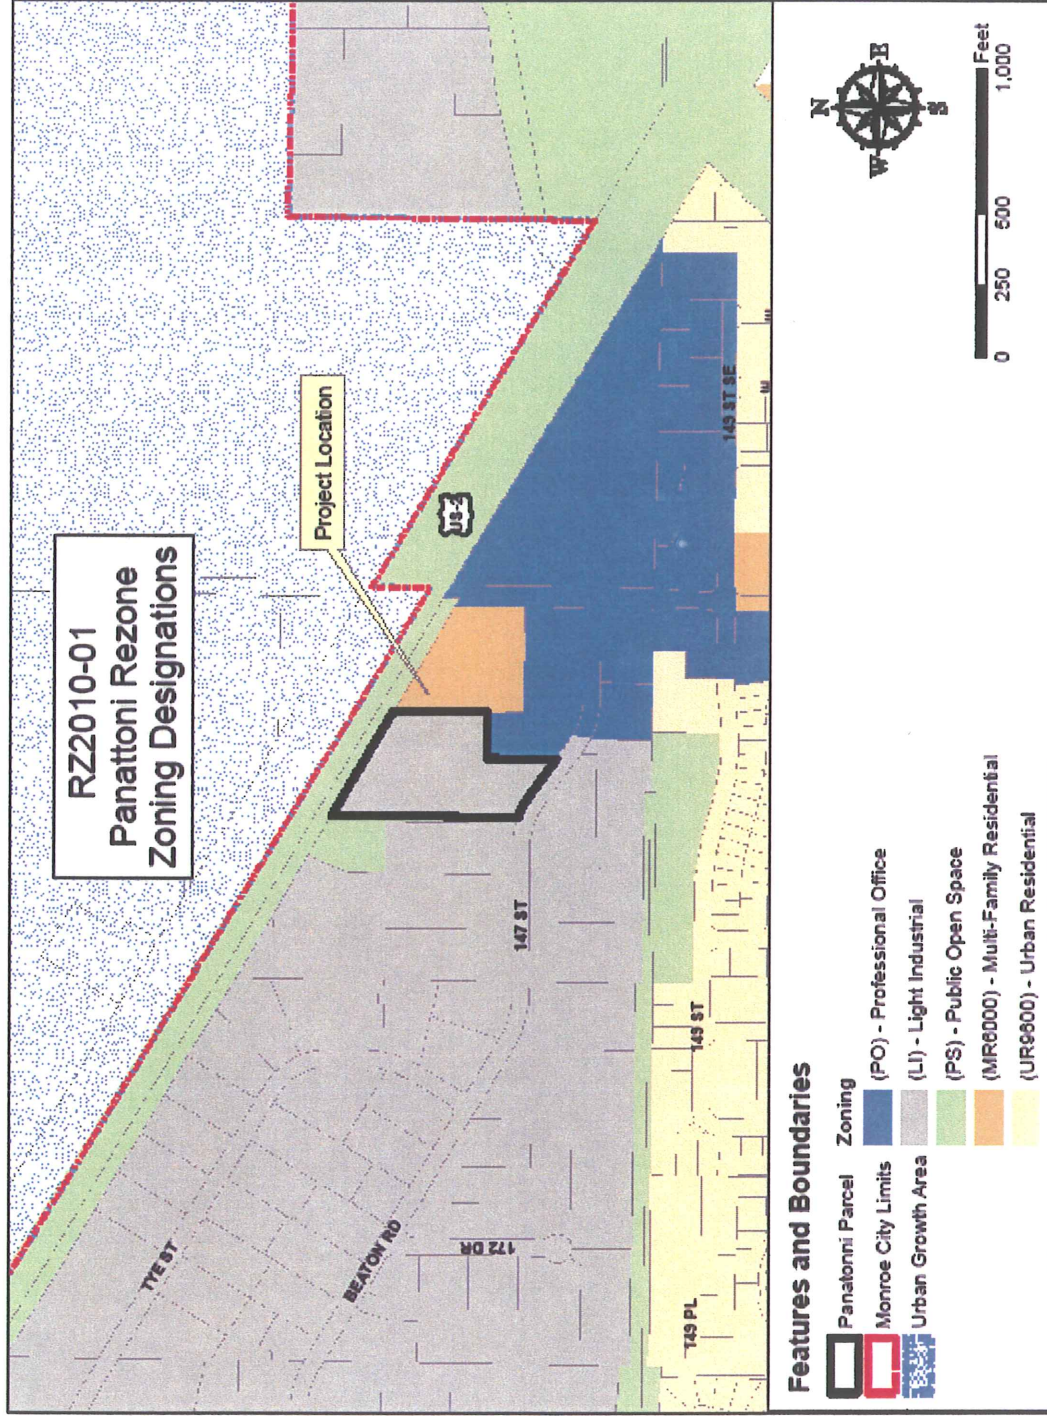 RZ2010-01
Panattoni Rezone
Zoning Designations
Project Location
US-2
TYE ST
BEATON RD
172 DR
147 ST
149 ST SE
149 ST
149 PL
Features and Boundaries
Panatonni Parcel
Monroe City Limits
Urban Growth Area
Zoning
(PO) - Professional Office
(LI) - Light Industrial
(PS) - Public Open Space
(MR6000) - Multi-Family Residential
(UR9600) - Urban Residential
N
W
E
S
0 250 500 1,000
Feet